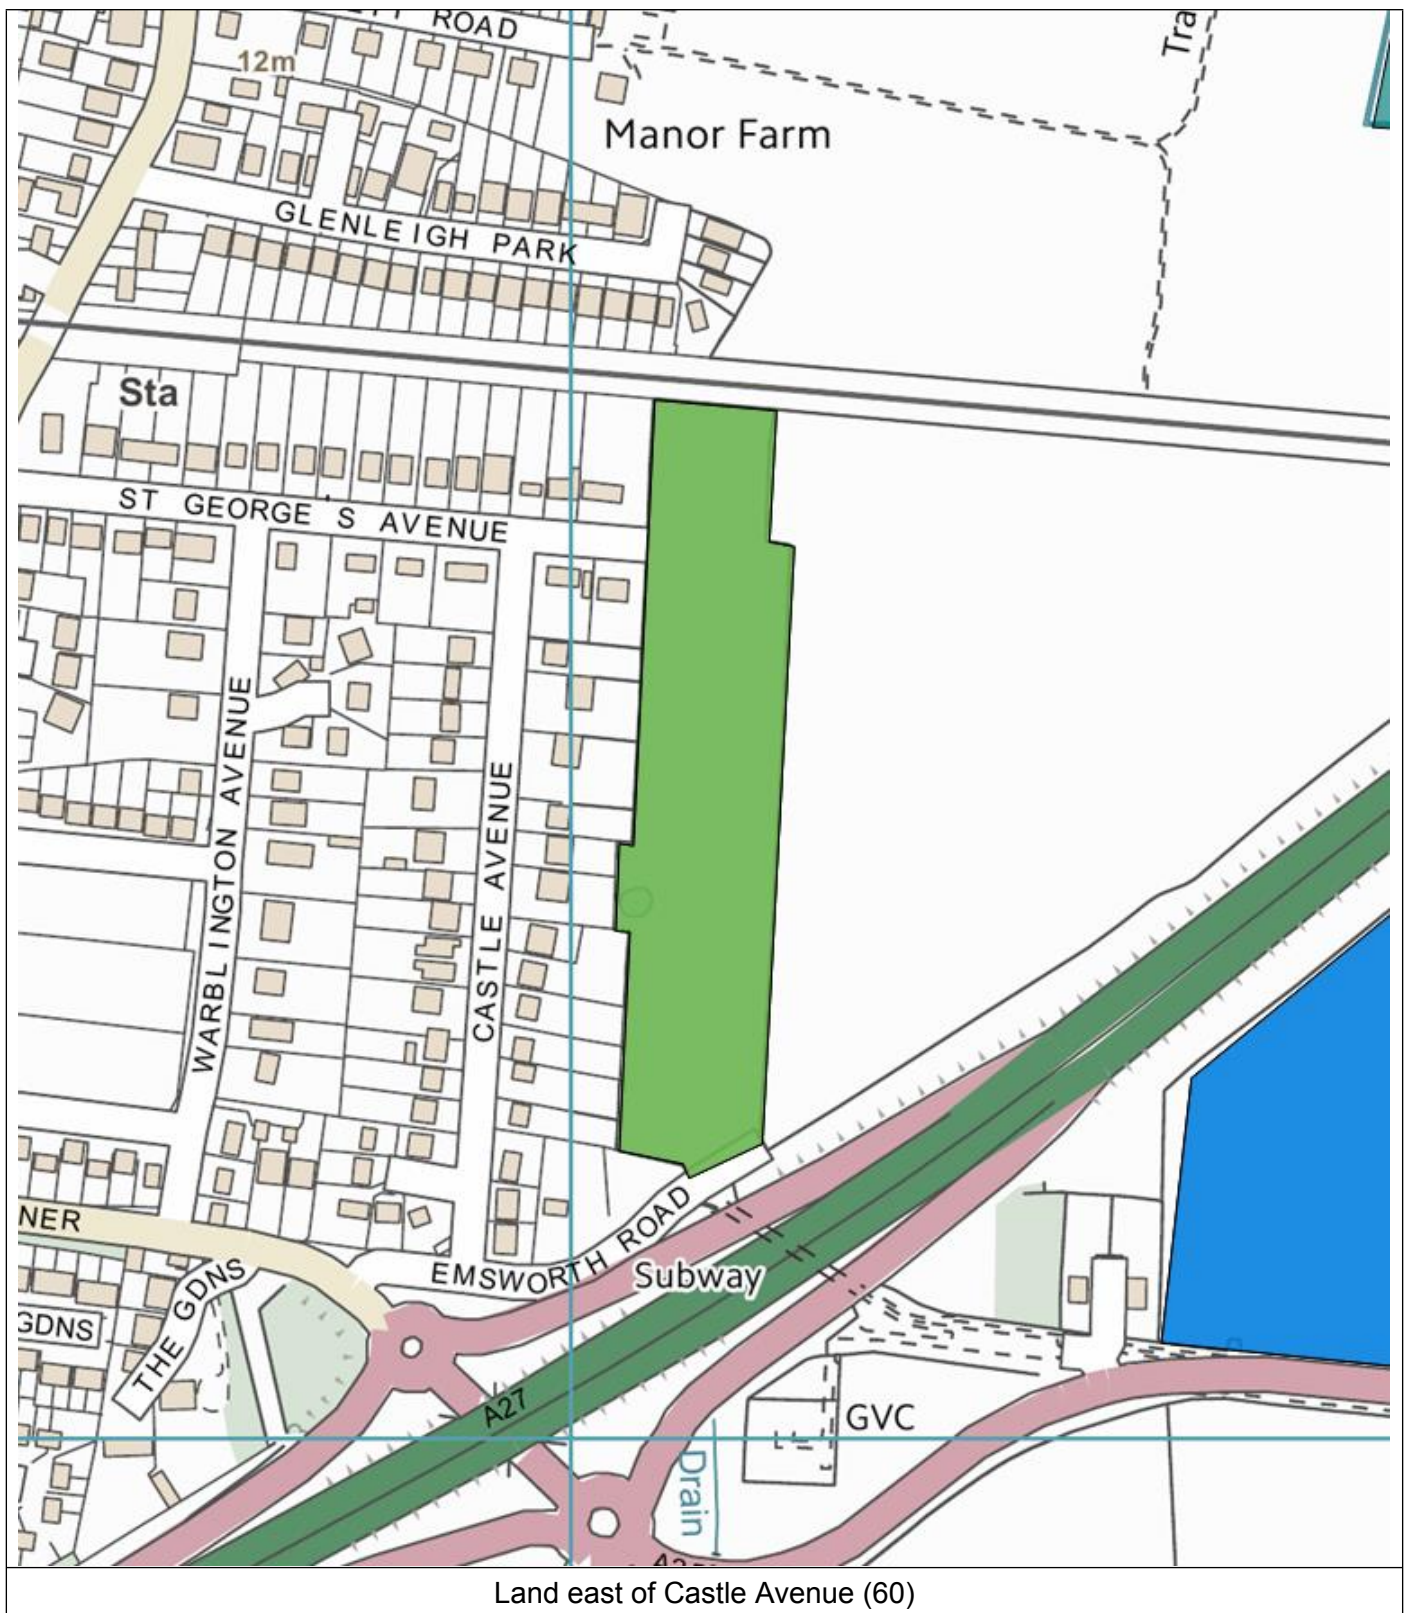 ROAD
Tra
12m
Manor Farm
GLENLEIGH PARK
Sta
ST GEORGE'S AVENUE
WARBLINGTON AVENUE
CASTLE AVENUE
NER
EMSWORTH ROAD
Subway
THE GDNS
GDNS
A27
GVC
Drain
Land east of Castle Avenue (60)